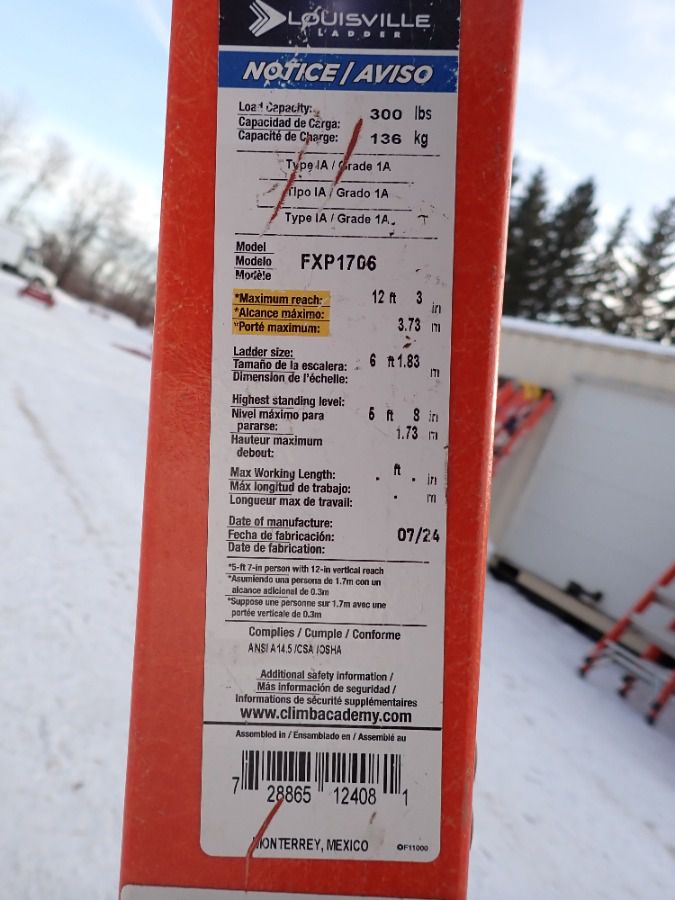 LOUISVILLE
LADDER
NOTICE / AVISO
Load Capacity:
Capacidad de Carga: 300 lbs
Capacité de Charge: 136 kg
Type IA / Grade 1A
Tipo IA / Grado 1A
Type IA / Grade 1A
Model
Modelo FXP1706
Modèle
*Maximum reach: 12 ft 3 in
*Alcance máximo:
*Porté maximum: 3.73 m
Ladder size:
Tamaño de la escalera: 6 ft 1.83 m
Dimension de l'échelle:
Highest standing level:
Nivel máximo para 5 ft 8 in
pararse: 1.73 m
Hauteur maximum
debout:
Max Working Length: . ft . in
Máx longitud de trabajo:
Longueur max de travail: . m
Date of manufacture:
Fecha de fabricación: 07/24
Date de fabrication:
*5-ft 7-in person with 12-in vertical reach
*Asumiendo una persona de 1.7m con un
alcance adicional de 0.3m
*Suppose une personne sur 1.7m avec une
portée verticale de 0.3m
Complies / Cumple / Conforme
ANSI A14.5 /CSA /OSHA
Additional safety information /
Más información de seguridad /
Informations de sécurité supplémentaires
www.climbacademy.com
Assembled in / Ensamblado en / Assemblé au
7 28865 12408 1
MONTERREY, MEXICO
OF11000